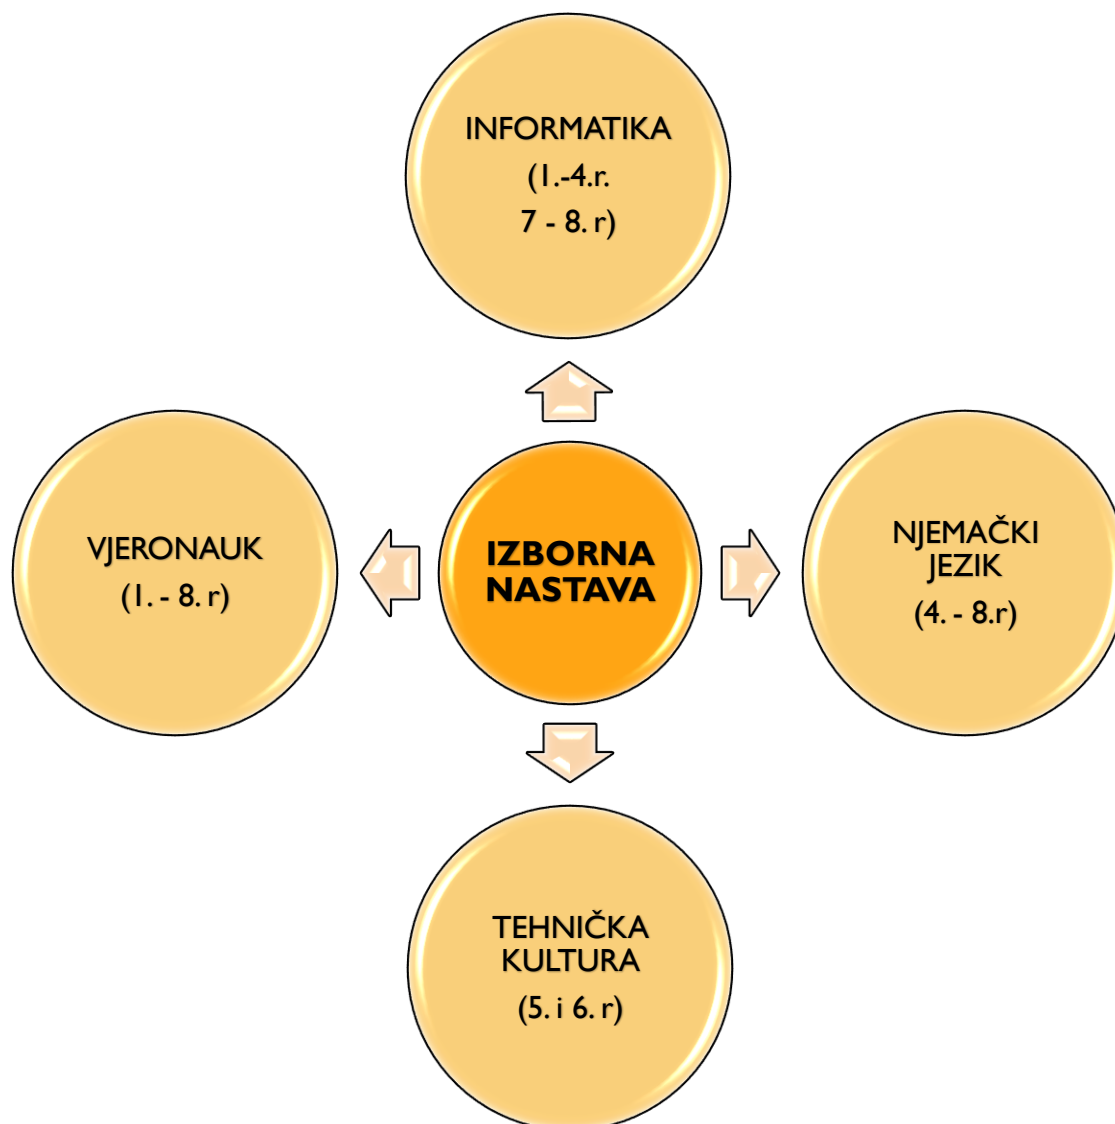 INFORMATIKA
(1.-4.r.
7 - 8. r)
VJERONAUK
(1. - 8. r)
IZBORNA
NASTAVA
NJEMAČKI
JEZIK
(4. - 8.r)
TEHNIČKA
KULTURA
(5. i 6. r)